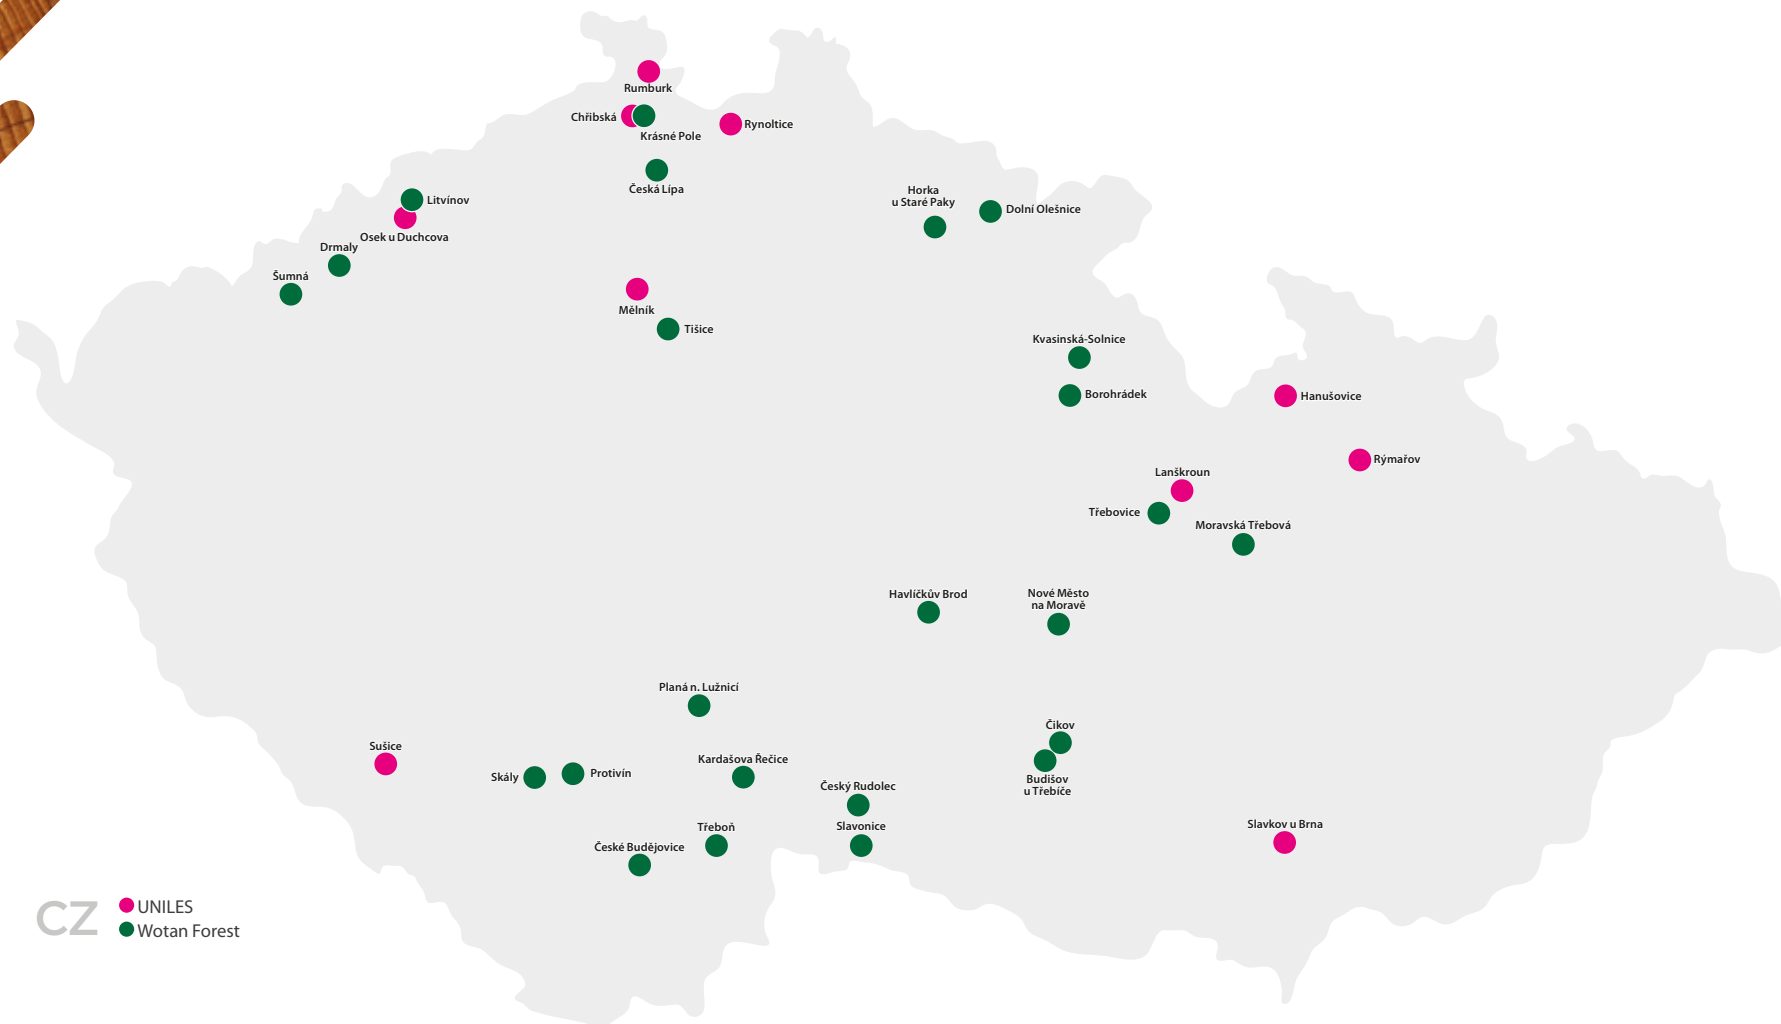 Rumburk
Chřibská
Krásné Pole
Rynoltice
Česká Lípa
Litvínov
Osek u Duchcova
Drmaly
Šumná
Horka
u Staré Paky
Dolní Olešnice
Mělník
Tišice
Kvasinská-Solnice
Borohrádek
Hanušovice
Rýmařov
Lanškroun
Třebovice
Moravská Třebová
Havlíčkův Brod
Nové Město
na Moravě
Planá n. Lužnicí
Čikov
Budišov
u Třebíče
Sušice
Skály
Protivín
Kardašova Řečice
Český Rudolec
Slavonice
Třeboň
České Budějovice
Slavkov u Brna
CZ
UNILES
Wotan Forest